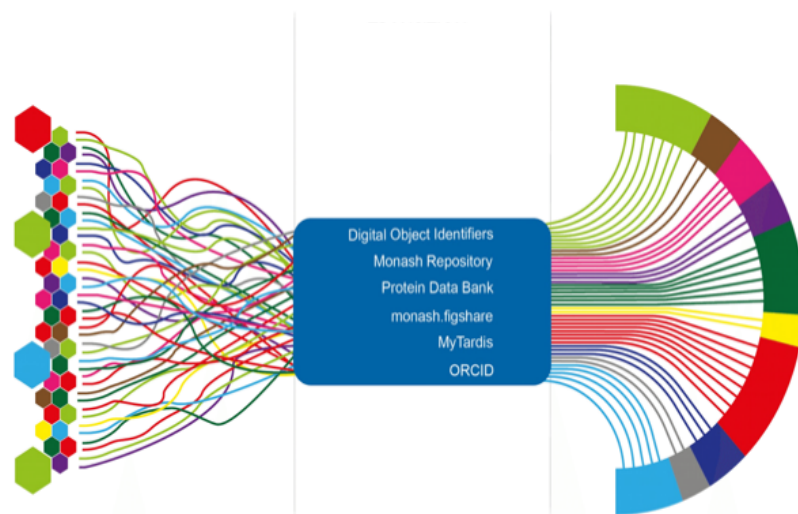 Digital Object Identifiers
Monash Repository
Protein Data Bank
monash.figshare
MyTardis
ORCID